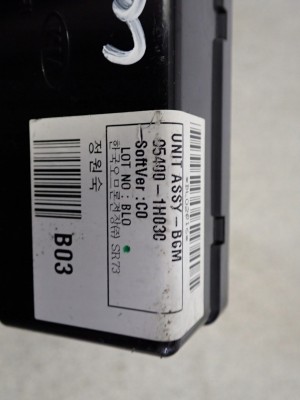 UNIT ASSY-BCM
95400-1H030
SoftVer :C0
LOT NO : BL0
한국오므론전장㈜ SR73
정원숙
B03